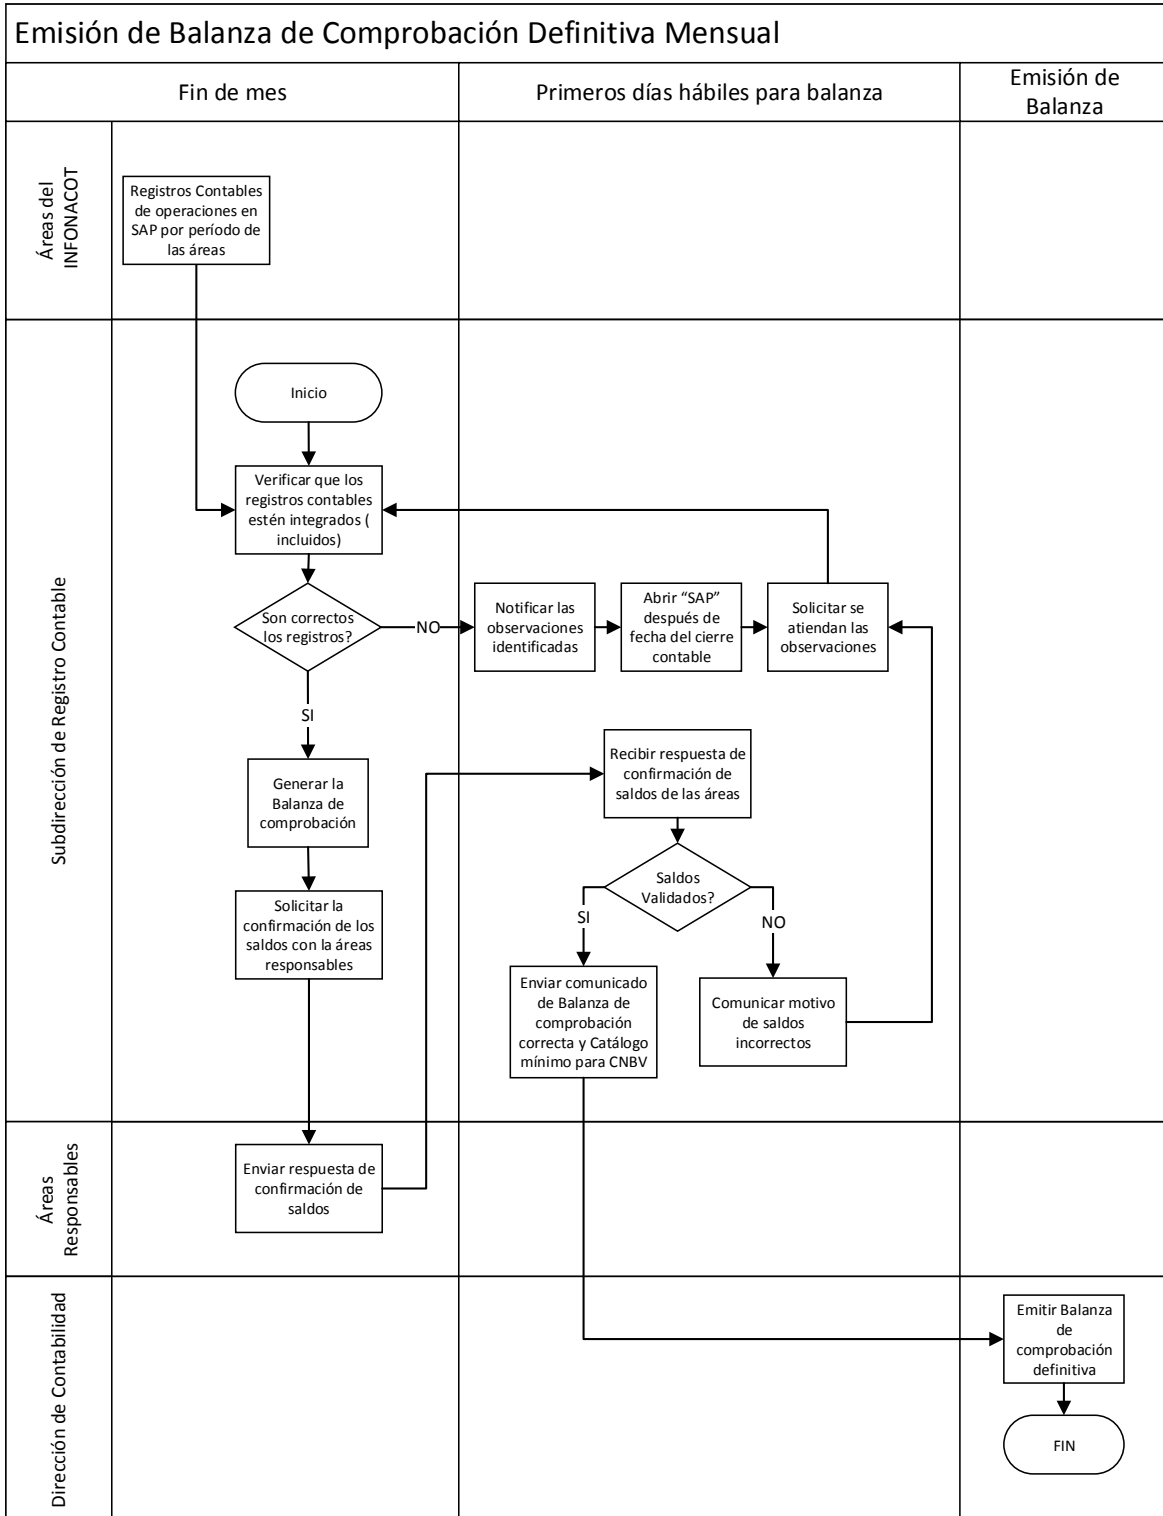 Emisión de Balanza de Comprobación Definitiva Mensual
Fin de mes
Primeros días hábiles para balanza
Emisión de
Balanza
Áreas del
INFONACOT
Registros Contables
de operaciones en
SAP por período de
las áreas
Subdirección de Registro Contable
Inicio
Verificar que los
registros contables
estén integrados (
incluidos)
Son correctos
los registros?
NO
Notificar las
observaciones
identificadas
Abrir “SAP”
después de
fecha del cierre
contable
Solicitar se
atiendan las
observaciones
SI
Generar la
Balanza de
comprobación
Recibir respuesta de
confirmación de
saldos de las áreas
Solicitar la
confirmación de los
saldos con la áreas
responsables
Saldos
Validados?
SI
NO
Enviar comunicado
de Balanza de
comprobación
correcta y Catálogo
mínimo para CNBV
Comunicar motivo
de saldos
incorrectos
Áreas
Responsables
Enviar respuesta de
confirmación de
saldos
Dirección de Contabilidad
Emitir Balanza
de
comprobación
definitiva
FIN